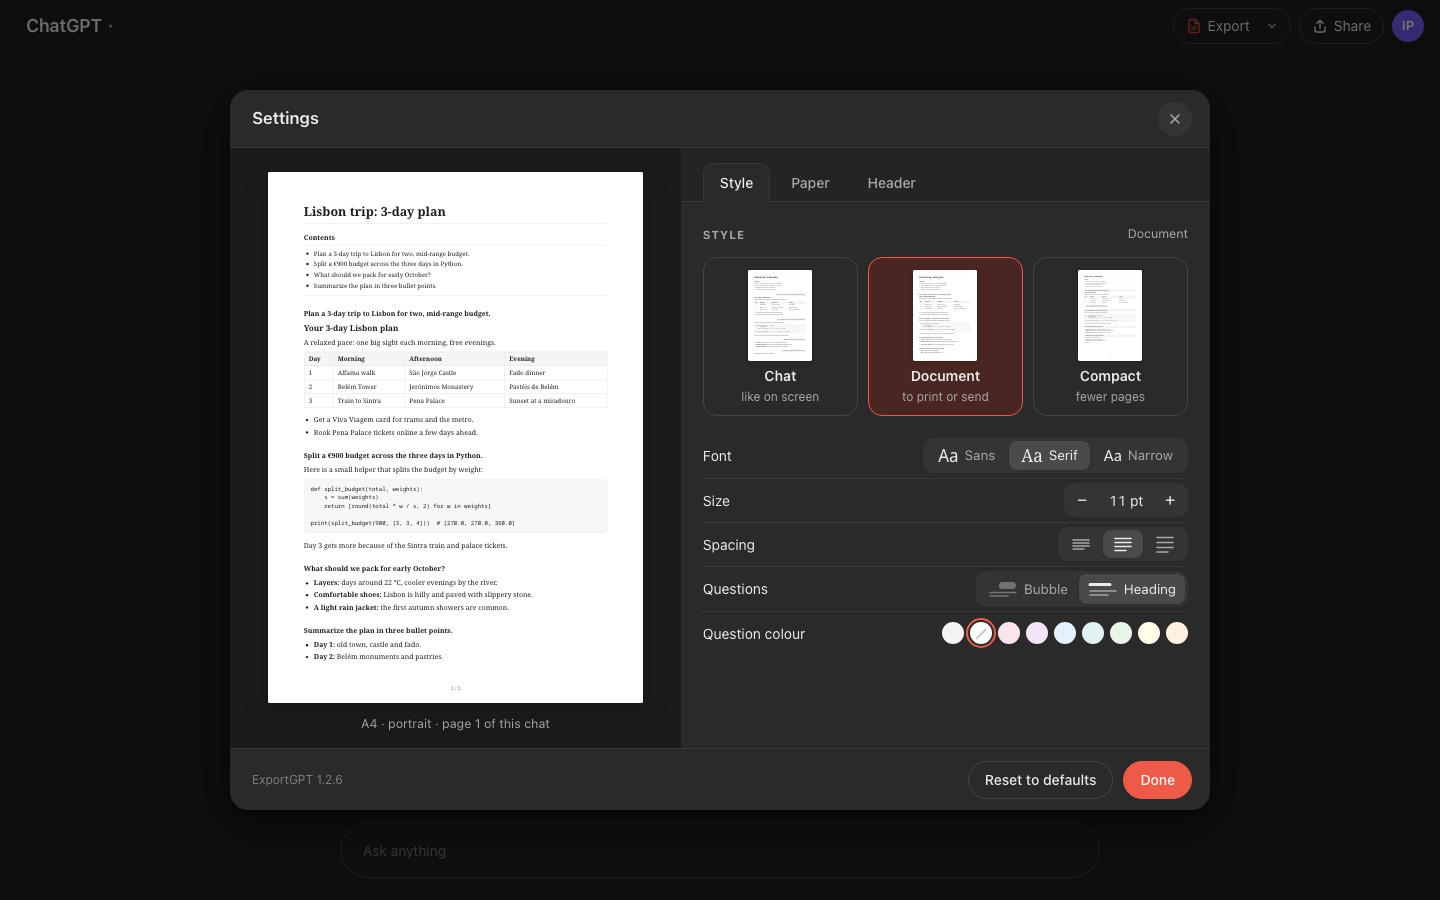 ChatGPT
Export
Share
IP
Settings
Lisbon trip: 3-day plan
Contents
• Plan a 3-day trip to Lisbon for two, mid-range budget.
• Split a €900 budget across the three days in Python.
• What should we pack for early October?
• Summarize the plan in three bullet points.
Plan a 3-day trip to Lisbon for two, mid-range budget.
Your 3-day Lisbon plan
A relaxed pace: one big sight each morning, free evenings.
Day Morning Afternoon Evening
1 Alfama walk São Jorge Castle Fado dinner
2 Belém Tower Jerónimos Monastery Pastéis de Belém
3 Train to Sintra Pena Palace Sunset at a miradouro
• Get a Viva Viagem card for trams and the metro.
• Book Pena Palace tickets online a few days ahead.
Split a €900 budget across the three days in Python.
Here is a small helper that splits the budget by weight:
def split_budget(total, weights):
    s = sum(weights)
    return [round(total * w / s, 2) for w in weights]
print(split_budget(900, [3, 3, 4]))  # [270.0, 270.0, 360.0]
Day 3 gets more because of the Sintra train and palace tickets.
What should we pack for early October?
• Layers: days around 22 °C, cooler evenings by the river.
• Comfortable shoes: Lisbon is hilly and paved with slippery stone.
• A light rain jacket: the first autumn showers are common.
Summarize the plan in three bullet points.
• Day 1: old town, castle and fado.
• Day 2: Belém monuments and pastries.
1 / 2
A4 · portrait · page 1 of this chat
Style Paper Header
STYLE Document
Chat
like on screen
Document
to print or send
Compact
fewer pages
Font Aa Sans Aa Serif Aa Narrow
Size − 11 pt +
Spacing
Questions Bubble Heading
Question colour
ExportGPT 1.2.6
Reset to defaults
Done
Ask anything